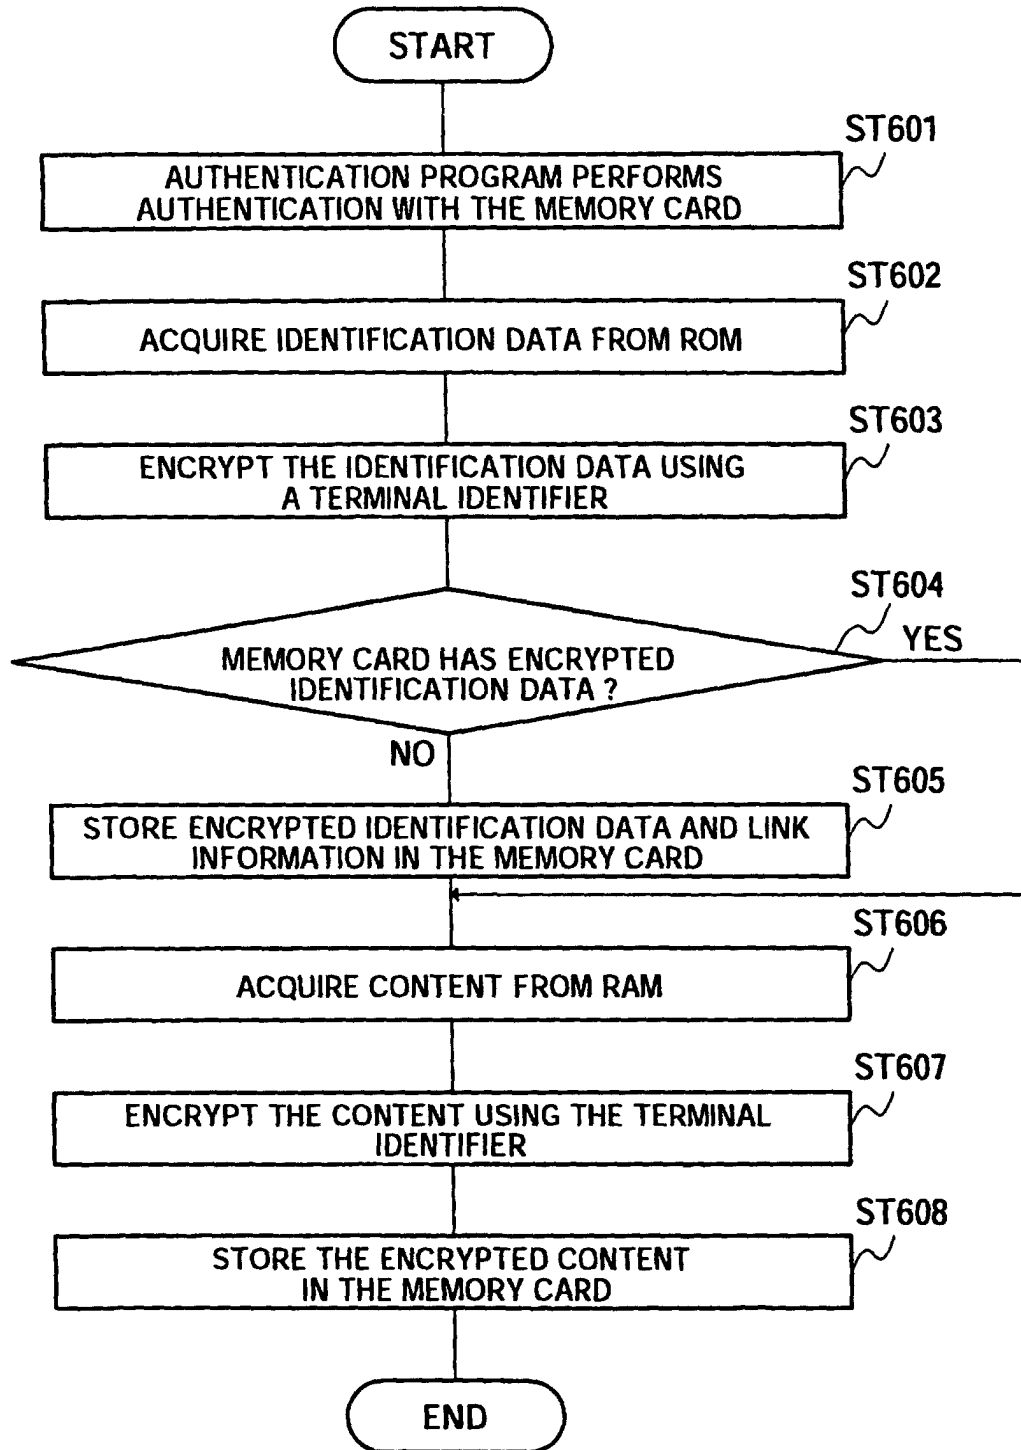 START
ST601
AUTHENTICATION PROGRAM PERFORMS
AUTHENTICATION WITH THE MEMORY CARD
ST602
ACQUIRE IDENTIFICATION DATA FROM ROM
ST603
ENCRYPT THE IDENTIFICATION DATA USING
A TERMINAL IDENTIFIER
ST604
YES
MEMORY CARD HAS ENCRYPTED
IDENTIFICATION DATA ?
NO
ST605
STORE ENCRYPTED IDENTIFICATION DATA AND LINK
INFORMATION IN THE MEMORY CARD
ST606
ACQUIRE CONTENT FROM RAM
ST607
ENCRYPT THE CONTENT USING THE TERMINAL
IDENTIFIER
ST608
STORE THE ENCRYPTED CONTENT
IN THE MEMORY CARD
END